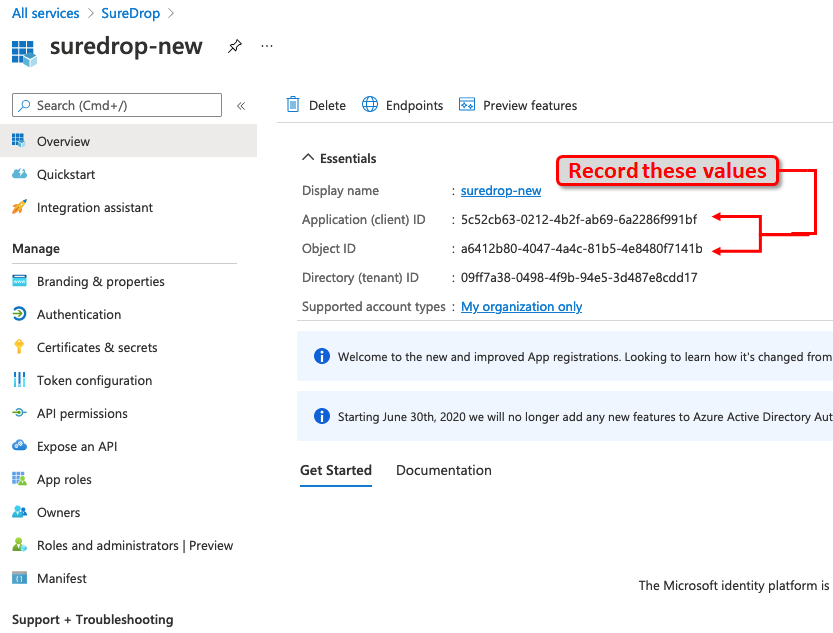 All services > SureDrop >
suredrop-new ...
Search (Cmd+/) «
Overview
Quickstart
Integration assistant
Manage
Branding & properties
Authentication
Certificates & secrets
Token configuration
API permissions
Expose an API
App roles
Owners
Roles and administrators | Preview
Manifest
Support + Troubleshooting
Delete Endpoints Preview features
Essentials
Record these values
Display name : suredrop-new
Application (client) ID : 5c52cb63-0212-4b2f-ab69-6a2286f991bf
Object ID : a6412b80-4047-4a4c-81b5-4e8480f7141b
Directory (tenant) ID : 09ff7a38-0498-4f9b-94e5-3d487e8cdd17
Supported account types : My organization only
Welcome to the new and improved App registrations. Looking to learn how it's changed from
Starting June 30th, 2020 we will no longer add any new features to Azure Active Directory Aut
Get Started Documentation
The Microsoft identity platform is